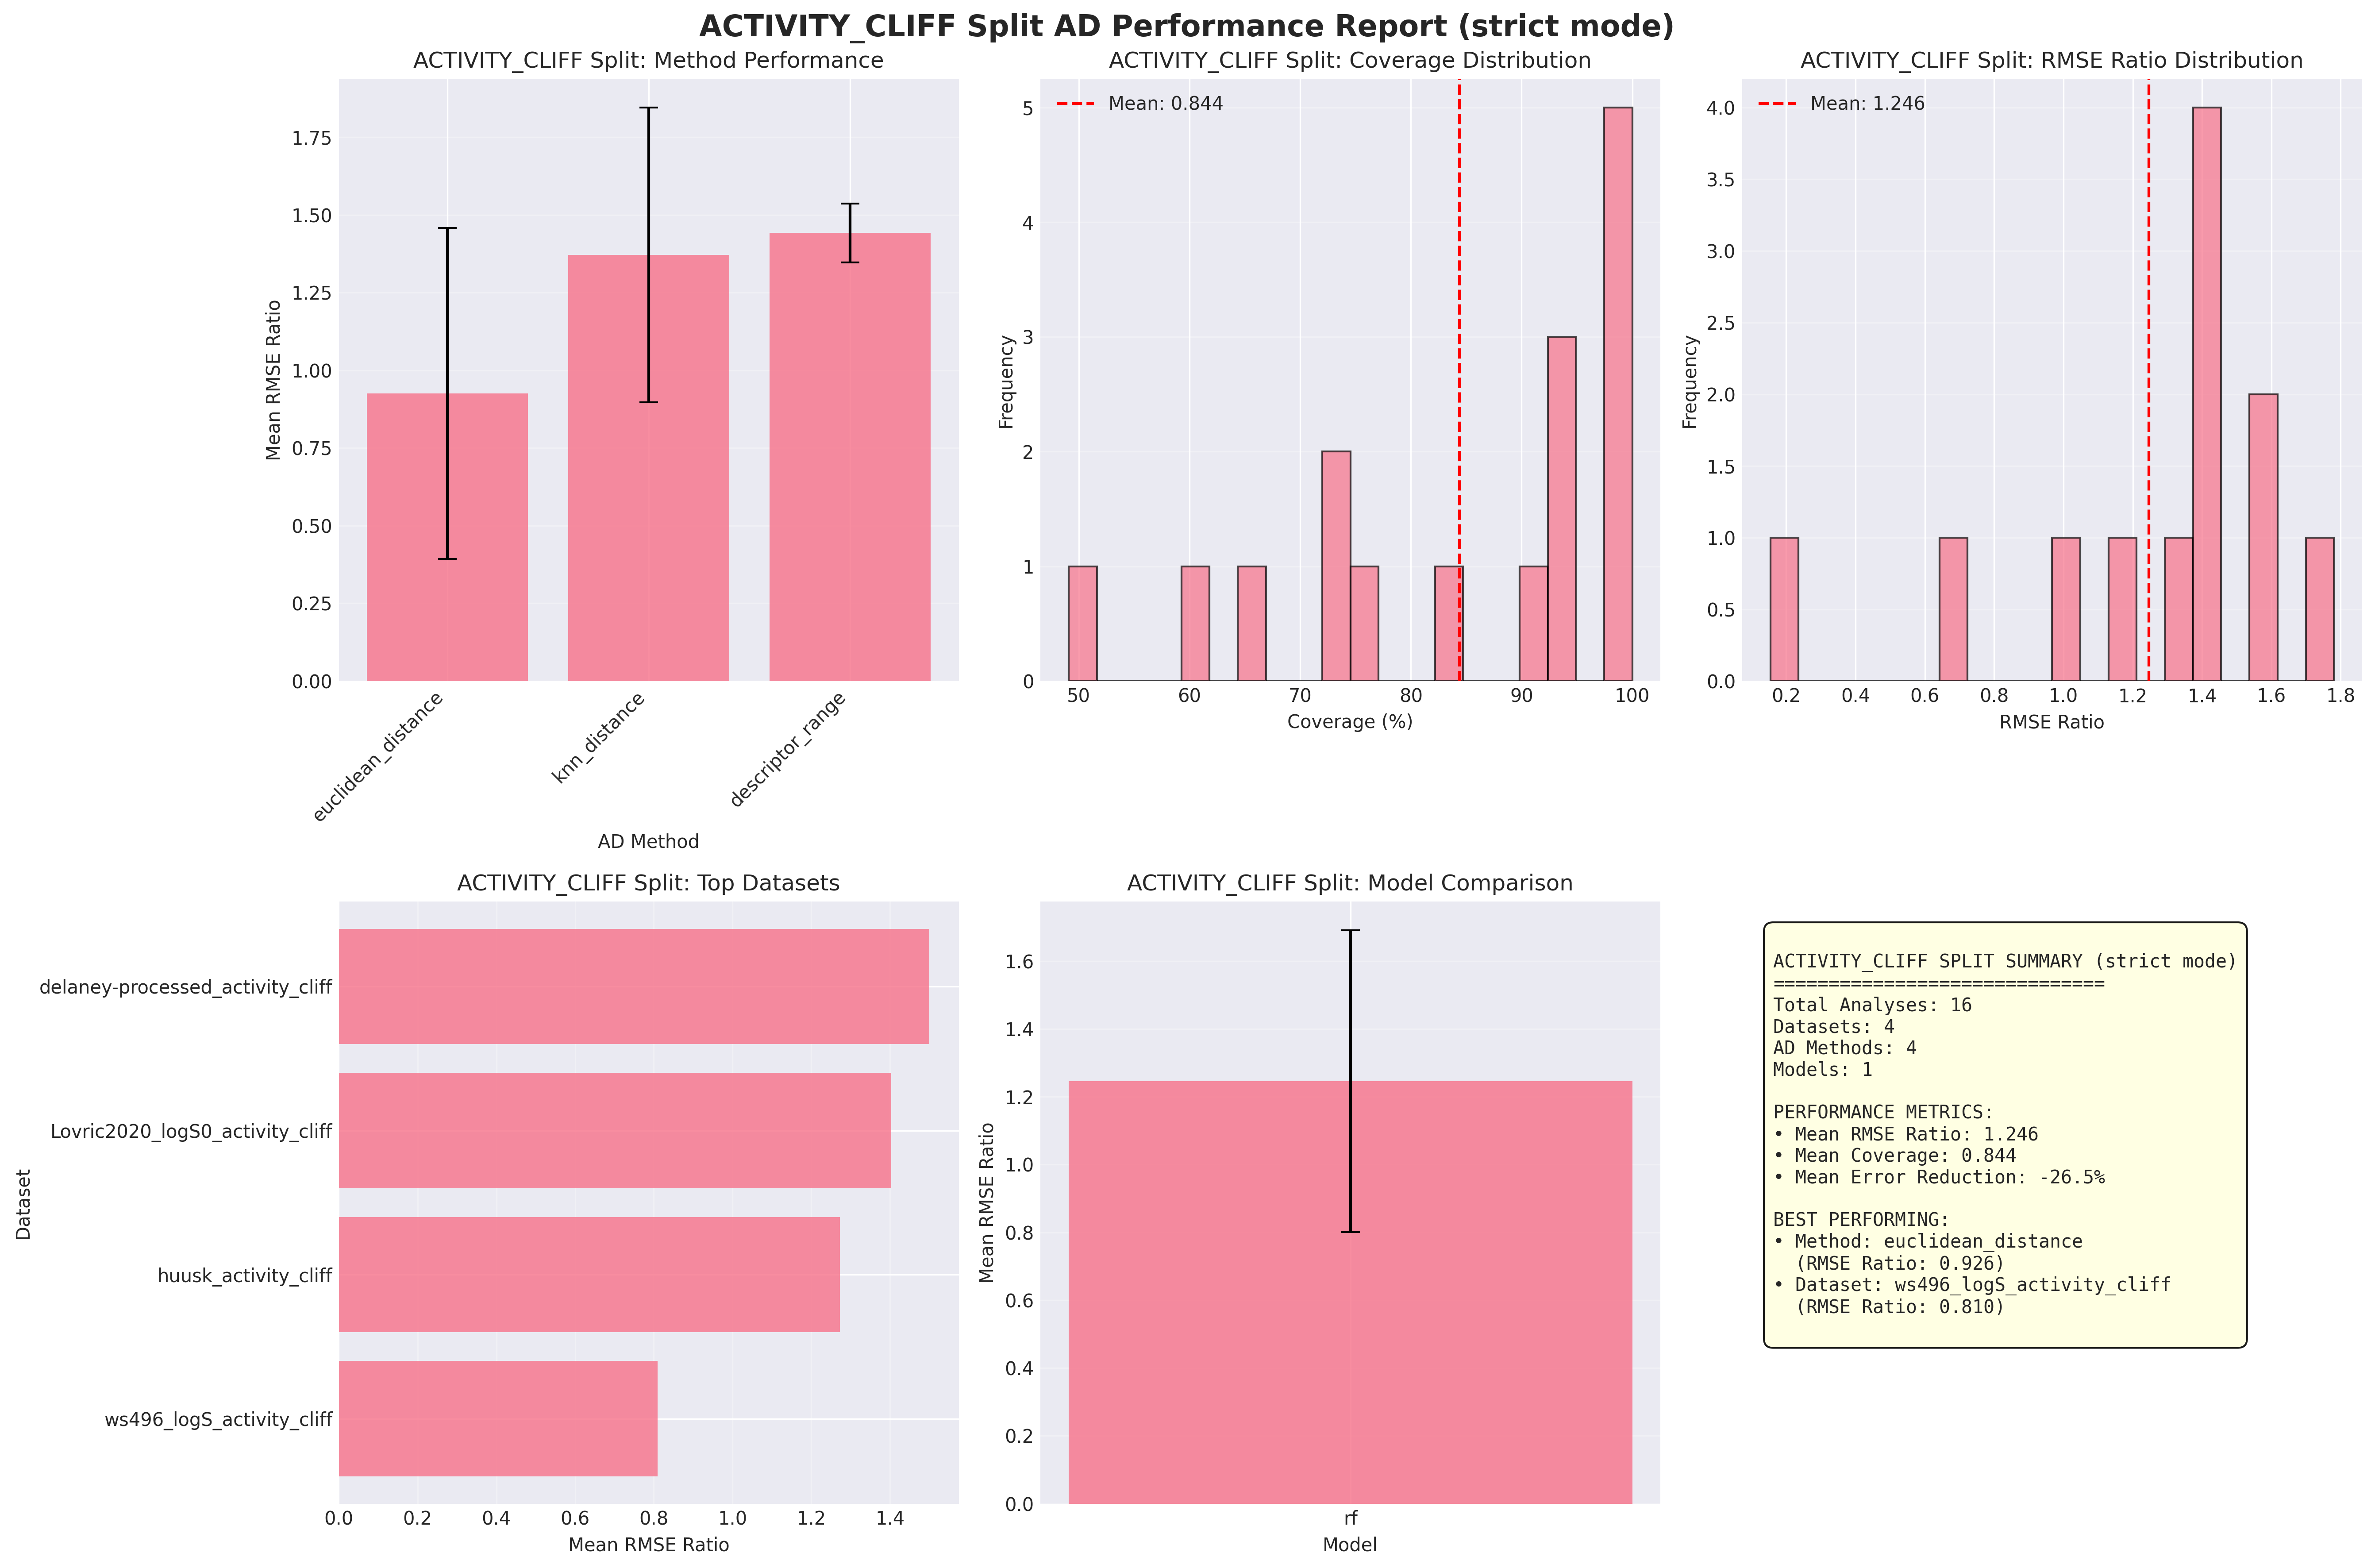 ACTIVITY_CLIFF Split AD Performance Report (strict mode)
ACTIVITY_CLIFF Split: Method Performance
Mean RMSE Ratio
1.75
1.50
1.25
1.00
0.75
0.50
0.25
0.00
euclidean_distance
knn_distance
descriptor_range
AD Method
ACTIVITY_CLIFF Split: Coverage Distribution
Mean: 0.844
Frequency
5
4
3
2
1
0
50 60 70 80 90 100
Coverage (%)
ACTIVITY_CLIFF Split: RMSE Ratio Distribution
Mean: 1.246
Frequency
4.0
3.5
3.0
2.5
2.0
1.5
1.0
0.5
0.0
0.2 0.4 0.6 0.8 1.0 1.2 1.4 1.6 1.8
RMSE Ratio
ACTIVITY_CLIFF Split: Top Datasets
Dataset
delaney-processed_activity_cliff
Lovric2020_logS0_activity_cliff
huusk_activity_cliff
ws496_logS_activity_cliff
0.0 0.2 0.4 0.6 0.8 1.0 1.2 1.4
Mean RMSE Ratio
ACTIVITY_CLIFF Split: Model Comparison
Mean RMSE Ratio
1.6
1.4
1.2
1.0
0.8
0.6
0.4
0.2
0.0
rf
Model
ACTIVITY_CLIFF SPLIT SUMMARY (strict mode)
==============================
Total Analyses: 16
Datasets: 4
AD Methods: 4
Models: 1
PERFORMANCE METRICS:
• Mean RMSE Ratio: 1.246
• Mean Coverage: 0.844
• Mean Error Reduction: -26.5%
BEST PERFORMING:
• Method: euclidean_distance
(RMSE Ratio: 0.926)
• Dataset: ws496_logS_activity_cliff
(RMSE Ratio: 0.810)